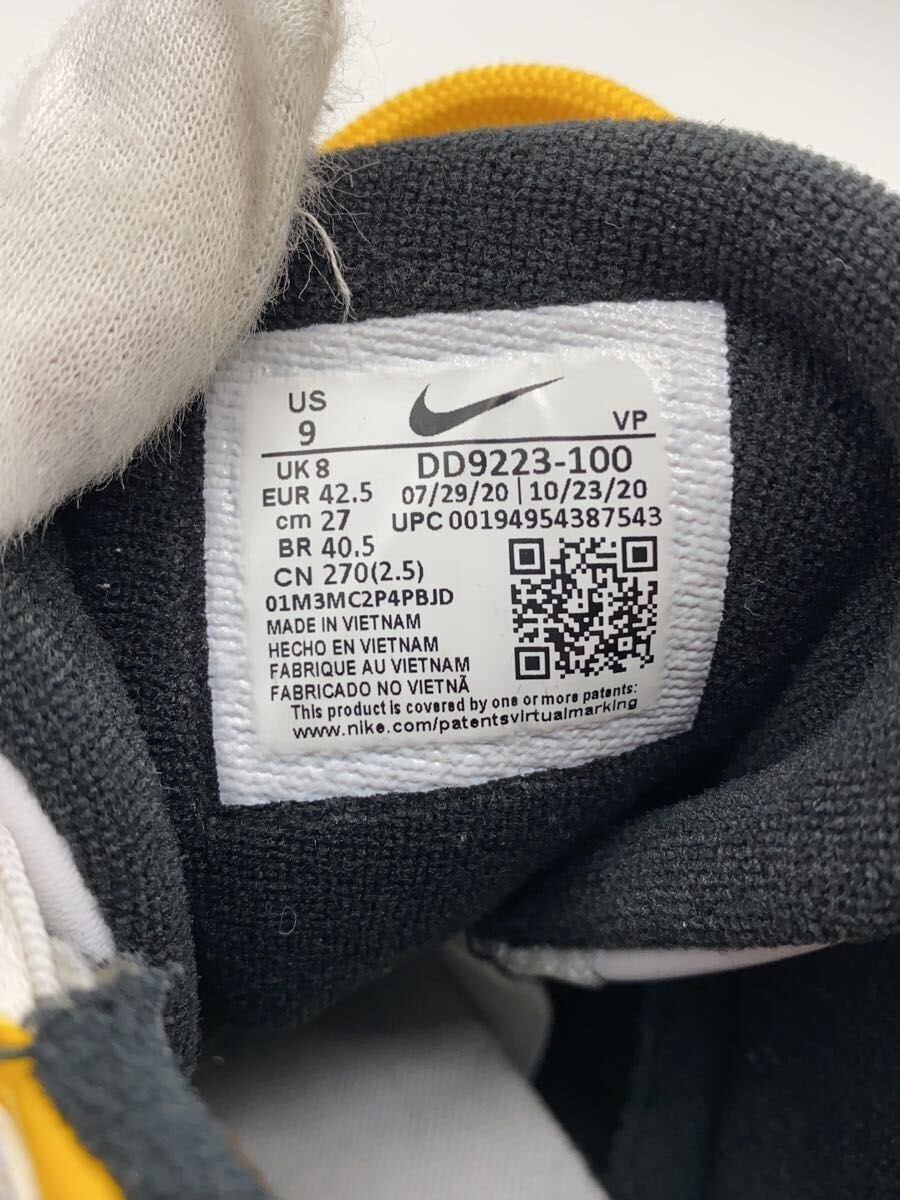 US
9
VP
UK 8
DD9223-100
EUR 42.5
07/29/20 | 10/23/20
cm 27
UPC 00194954387543
BR 40.5
CN 270(2.5)
01M3MC2P4PBJD
MADE IN VIETNAM
HECHO EN VIETNAM
FABRIQUE AU VIETNAM
FABRICADO NO VIETNÃ
This product is covered by one or more patents:
www.nike.com/patentsvirtualmarking